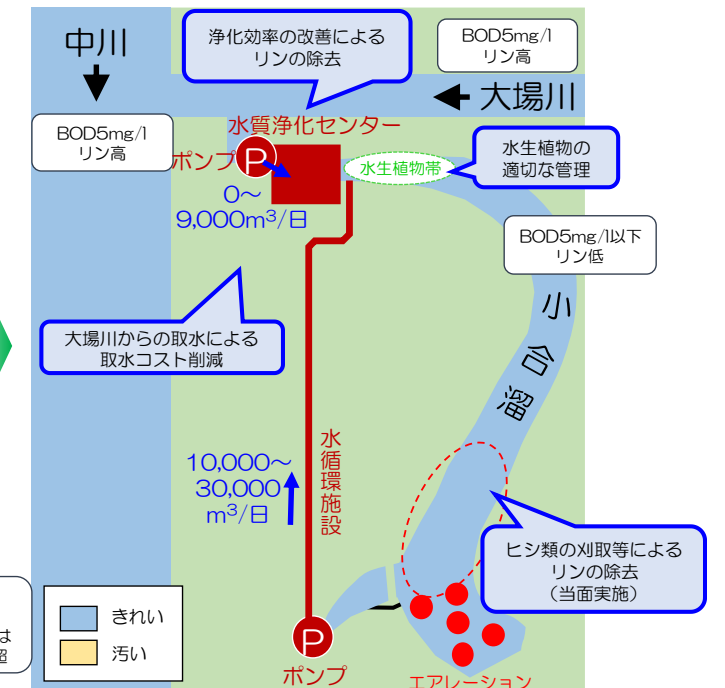 中川
浄化効率の改善による
リンの除去
BOD5mg/l
リン高
大場川
BOD5mg/l
リン高
水質浄化センター
ポンプ
P
水生植物帯
水生植物の
適切な管理
0～
9,000m³/日
BOD5mg/l以下
リン低
小合溜
大場川からの取水による
取水コスト削減
水循環施設
10,000～
30,000
m³/日
ヒシ類の刈取等による
リンの除去
（当面実施）
きれい
汚い
は
超
P
ポンプ
エアレーション